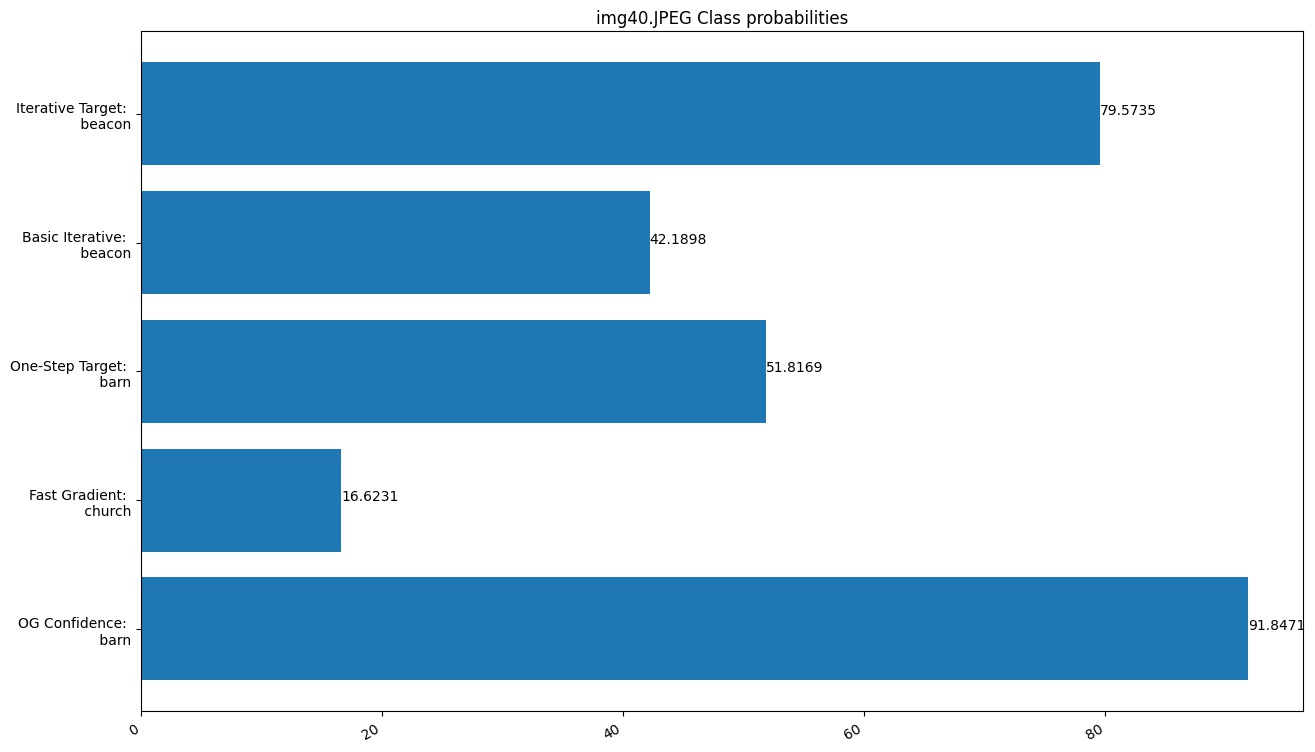 img40.JPEG Class probabilities
Iterative Target:
beacon
79.5735
Basic Iterative:
beacon
42.1898
One-Step Target:
barn
51.8169
Fast Gradient:
church
16.6231
OG Confidence:
barn
91.8471
0
20
40
60
80